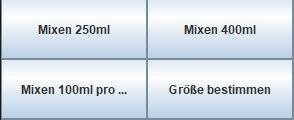 Mixen 250ml
Mixen 400ml
Mixen 100ml pro ...
Größe bestimmen